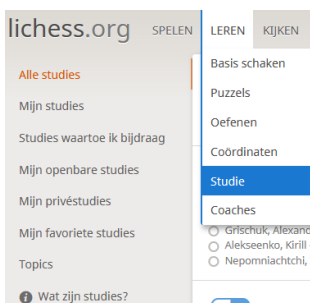 lichess.org SPELEN LEREN KIJKEN
Alle studies
Mijn studies
Studies waartoe ik bijdraag
Mijn openbare studies
Mijn privéstudies
Mijn favoriete studies
Topics
Wat zijn studies?
Basis schaken
Puzzels
Oefenen
Coördinaten
Studie
Coaches
Grischuk, Alexand
Alekseenko, Kirill
Nepomniachtchi,